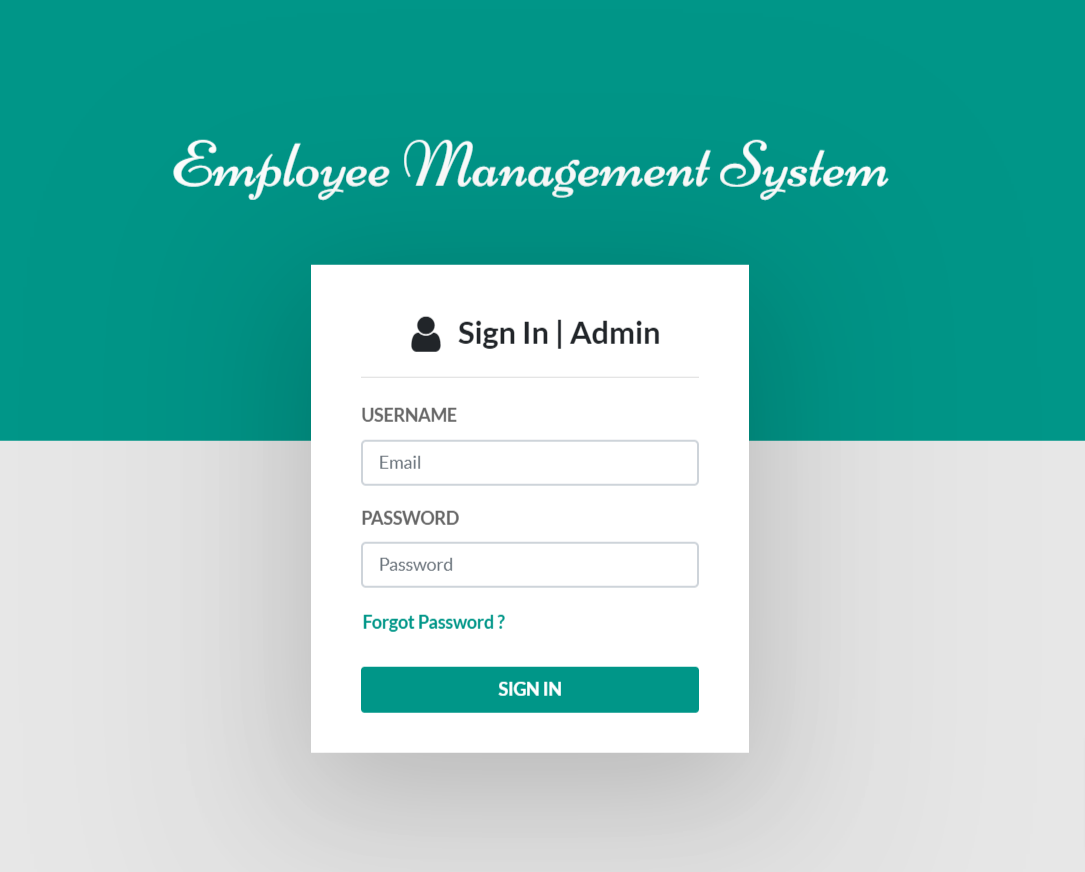 Employee Management System
Sign In | Admin
USERNAME
Email
PASSWORD
Password
Forgot Password ?
SIGN IN